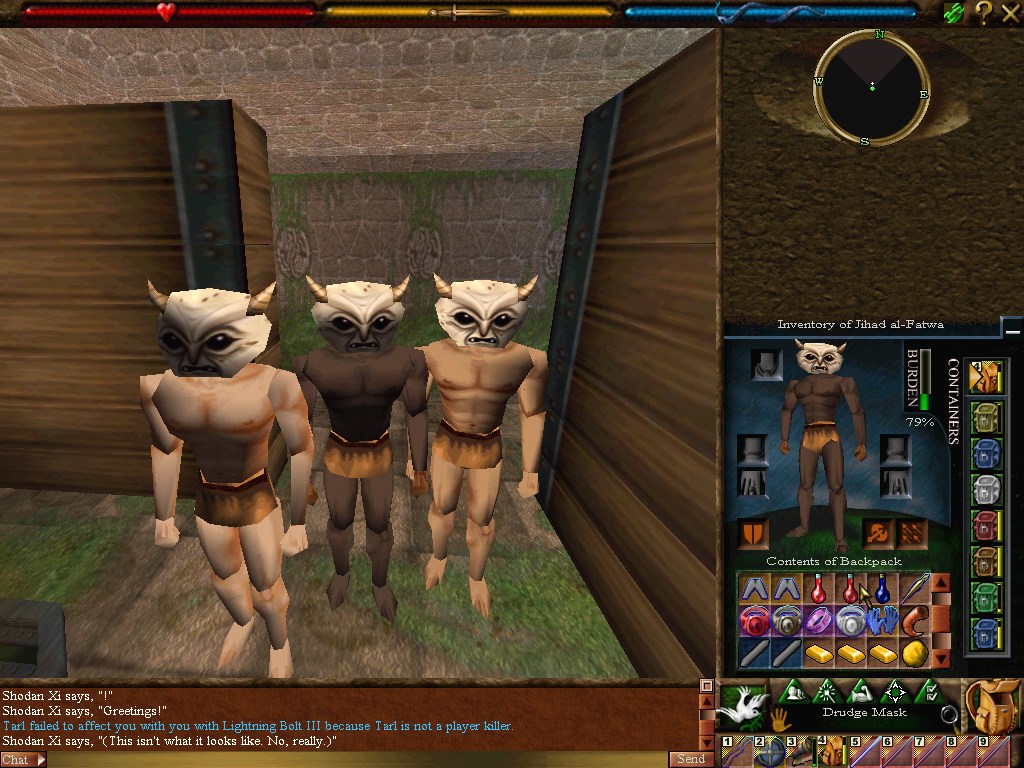 N
W
E
S
Inventory of Jihad al-Fatwa
BURDEN
79%
CONTAINERS
4
Contents of Backpack
Shodan Xi says, "!"
Shodan Xi says, "Greetings!"
Tarl failed to affect you with you with Lightning Bolt III because Tarl is not a player killer.
Shodan Xi says, "(This isn't what it looks like. No, really.)"
Chat
Send
Drudge Mask
1 2 3 4 5 6 7 8 9